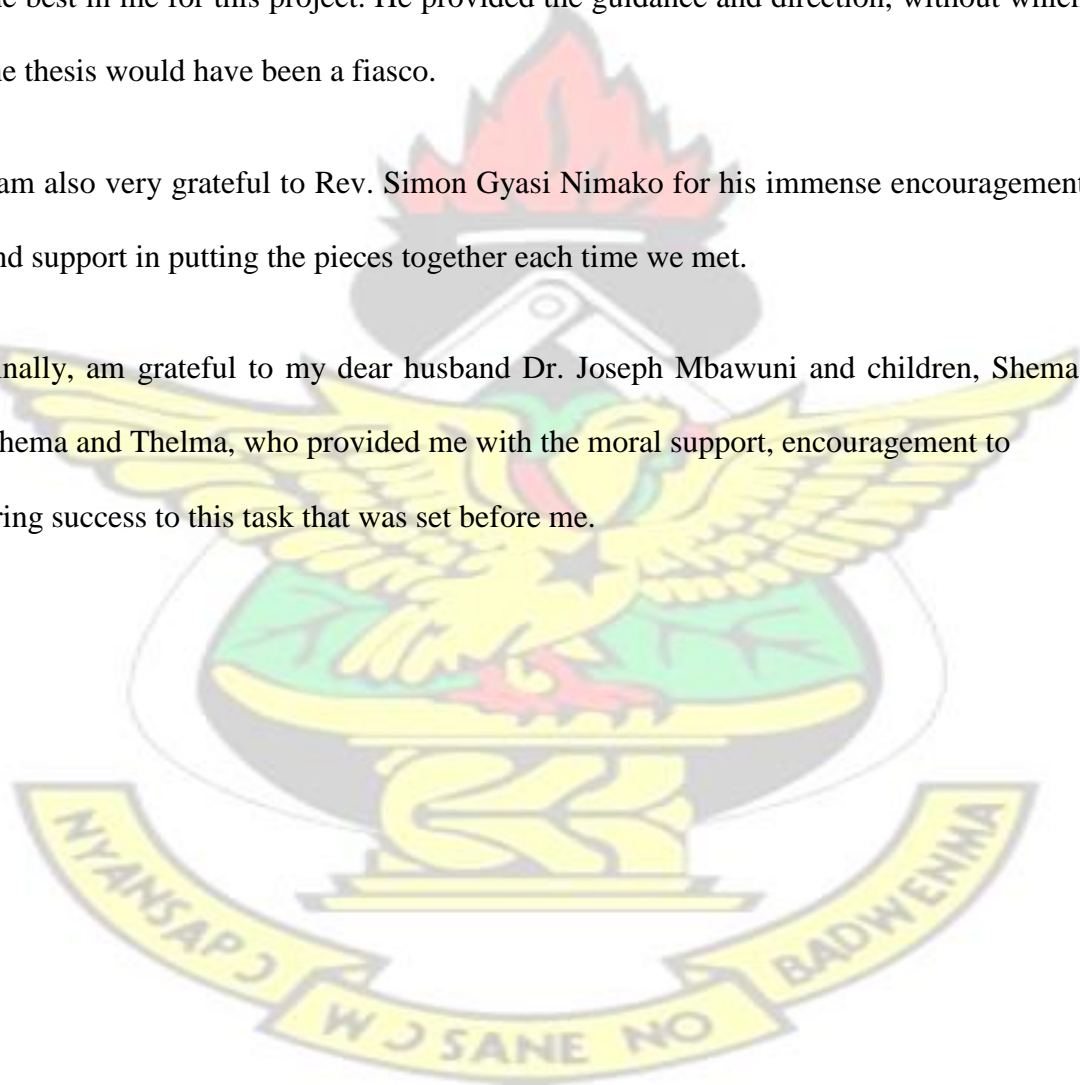 he best in me for this project. He provided the guidance and direction, without which
he thesis would have been a fiasco.
am also very grateful to Rev. Simon Gyasi Nimako for his immense encouragement
nd support in putting the pieces together each time we met.
inally, am grateful to my dear husband Dr. Joseph Mbawuni and children, Shema
hema and Thelma, who provided me with the moral support, encouragement to
ring success to this task that was set before me.
NYANSAPƆ
WƆ SANE NO
BADWENMA